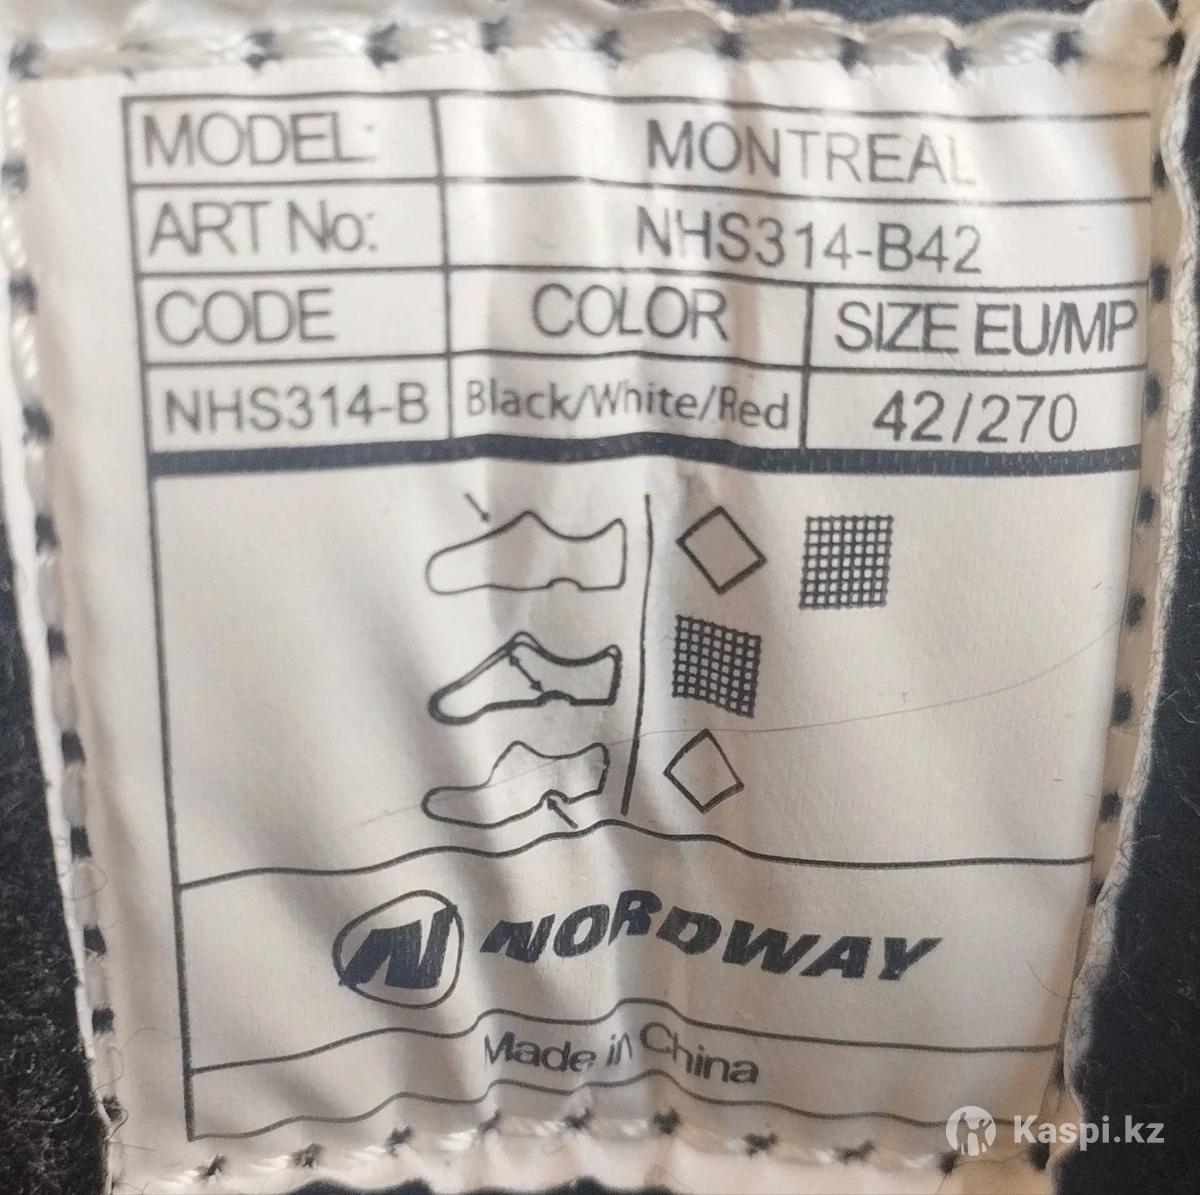 MODEL: MONTREAL
ART No: NHS314-B42
CODE COLOR SIZE EU/MP
NHS314-B Black/White/Red 42/270
N NORDWAY
Made in China
Kaspi.kz